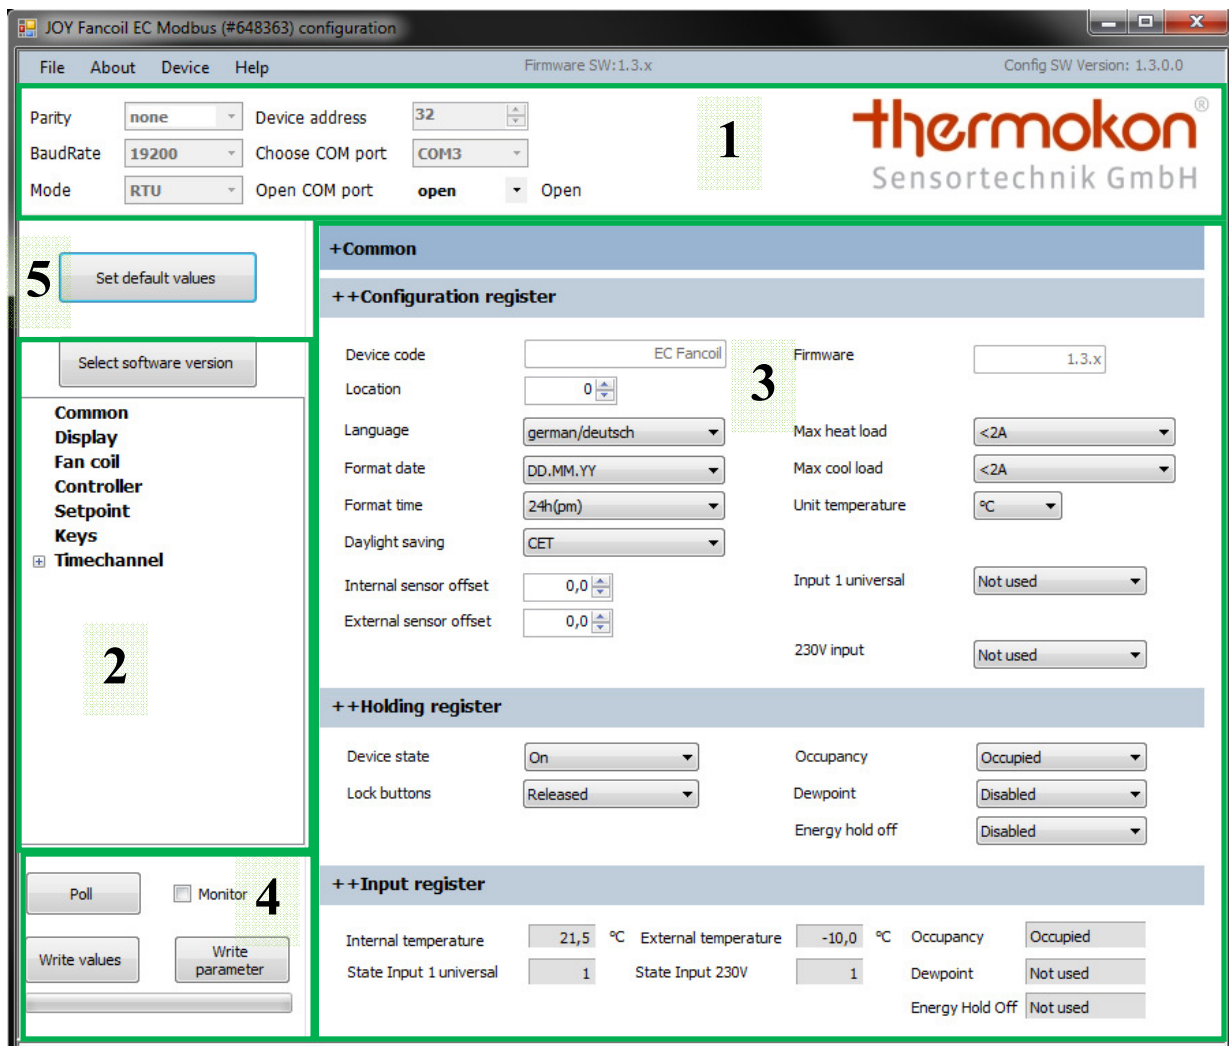 JOY Fancoil EC Modbus (#648363) configuration
File About Device Help Firmware SW:1.3.x Config SW Version: 1.3.0.0
Parity none Device address 32
BaudRate 19200 Choose COM port COM3
Mode RTU Open COM port open Open
1
thermokon®
Sensortechnik GmbH
5
Set default values
Select software version
Common
Display
Fan coil
Controller
Setpoint
Keys
Timechannel
2
Poll Monitor 4
Write values Write parameter
+Common
++Configuration register
Device code EC Fancoil 3 Firmware 1.3.x
Location 0
Language german/deutsch Max heat load <2A
Format date DD.MM.YY Max cool load <2A
Format time 24h(pm) Unit temperature °C
Daylight saving CET
Internal sensor offset 0,0 Input 1 universal Not used
External sensor offset 0,0
230V input Not used
++Holding register
Device state On Occupancy Occupied
Lock buttons Released Dewpoint Disabled
Energy hold off Disabled
++Input register
Internal temperature 21,5 °C External temperature -10,0 °C Occupancy Occupied
State Input 1 universal 1 State Input 230V 1 Dewpoint Not used
Energy Hold Off Not used